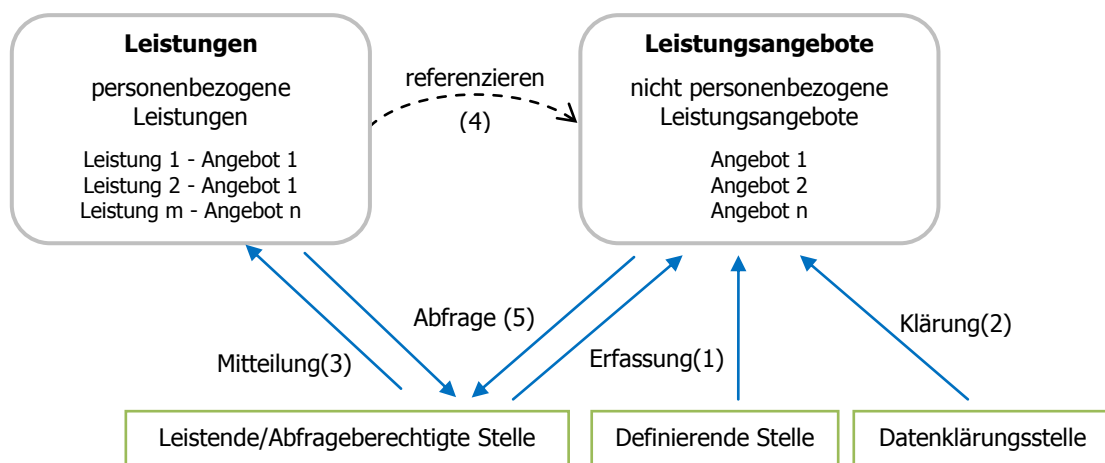 Leistungen
personenbezogene
Leistungen
Leistung 1 - Angebot 1
Leistung 2 - Angebot 1
Leistung m - Angebot n
referenzieren
(4)
Leistungsangebote
nicht personenbezogene
Leistungsangebote
Angebot 1
Angebot 2
Angebot n
Abfrage (5)
Mitteilung(3)
Erfassung(1)
Klärung(2)
Leistende/Abfrageberechtigte Stelle
Definierende Stelle
Datenklärungsstelle